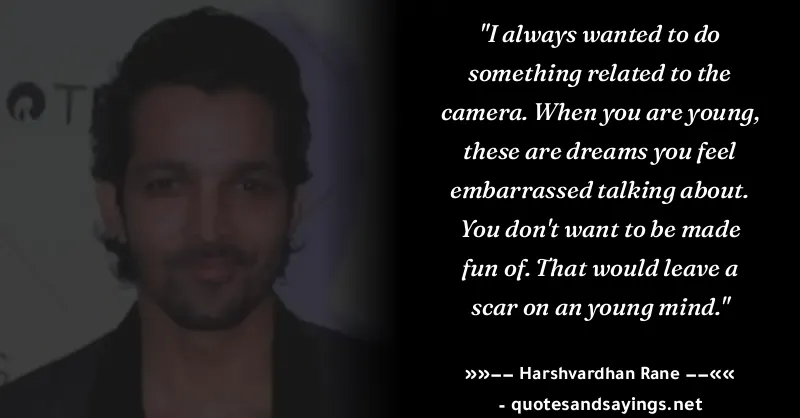 "I always wanted to do
something related to the
camera. When you are young,
these are dreams you feel
embarrassed talking about.
You don't want to be made
fun of. That would leave a
scar on an young mind."
»»−− Harshvardhan Rane −−««
- quotesandsayings.net